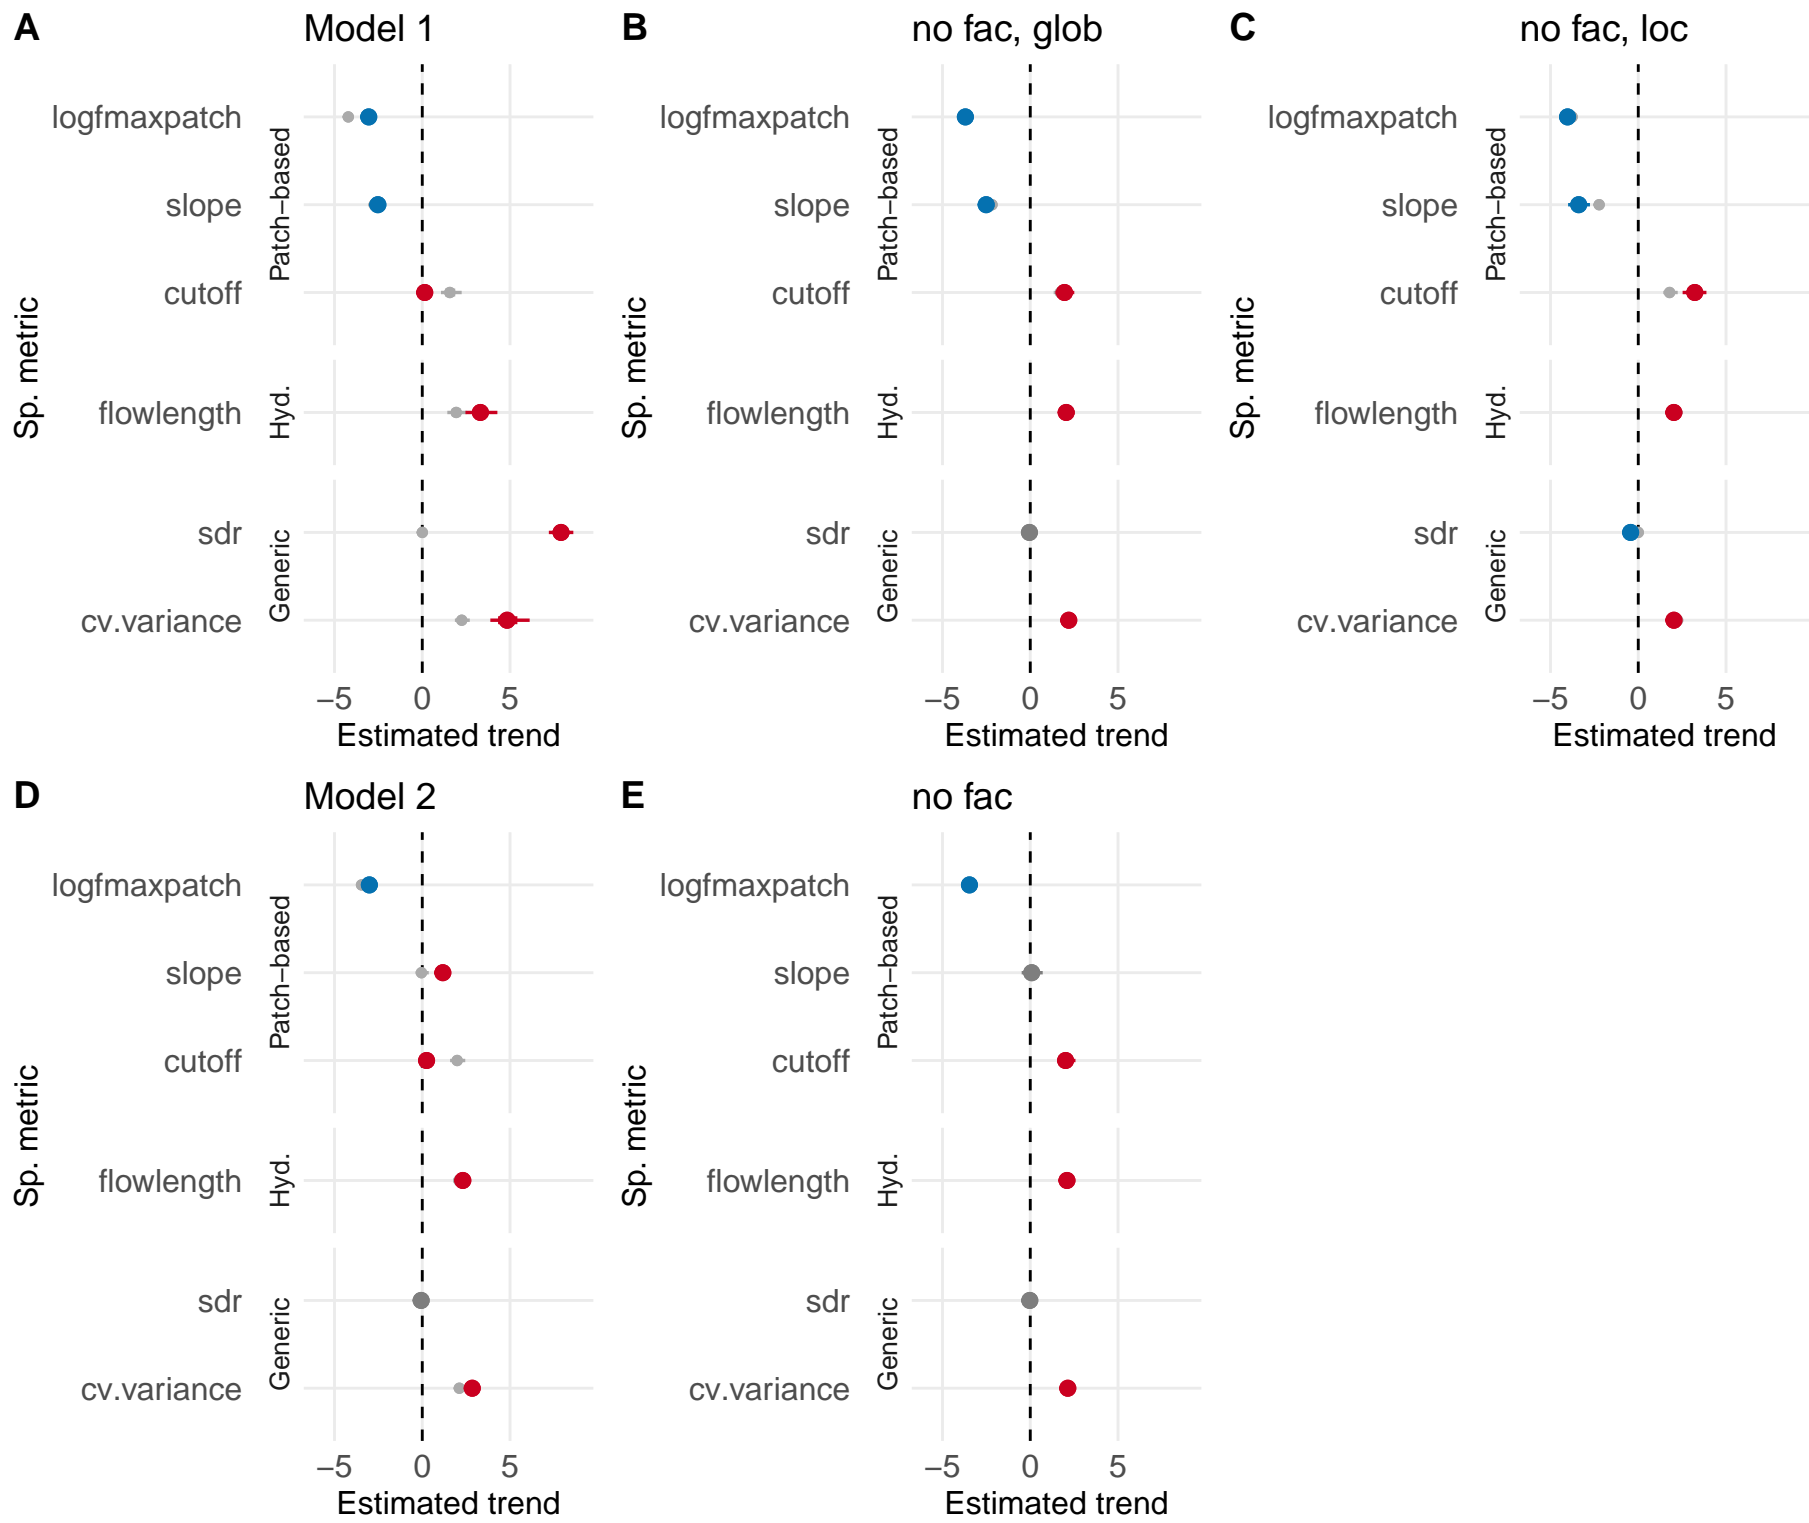 A Model 1
logfmaxpatch
slope
cutoff
Patch−based
flowlength
Hyd.
sdr
cv.variance
Generic
Sp. metric
−5 0 5
Estimated trend
B no fac, glob
logfmaxpatch
slope
cutoff
Patch−based
flowlength
Hyd.
sdr
cv.variance
Generic
Sp. metric
−5 0 5
Estimated trend
C no fac, loc
logfmaxpatch
slope
cutoff
Patch−based
flowlength
Hyd.
sdr
cv.variance
Generic
Sp. metric
−5 0 5
Estimated trend
D Model 2
logfmaxpatch
slope
cutoff
Patch−based
flowlength
Hyd.
sdr
cv.variance
Generic
Sp. metric
−5 0 5
Estimated trend
E no fac
logfmaxpatch
slope
cutoff
Patch−based
flowlength
Hyd.
sdr
cv.variance
Generic
Sp. metric
−5 0 5
Estimated trend